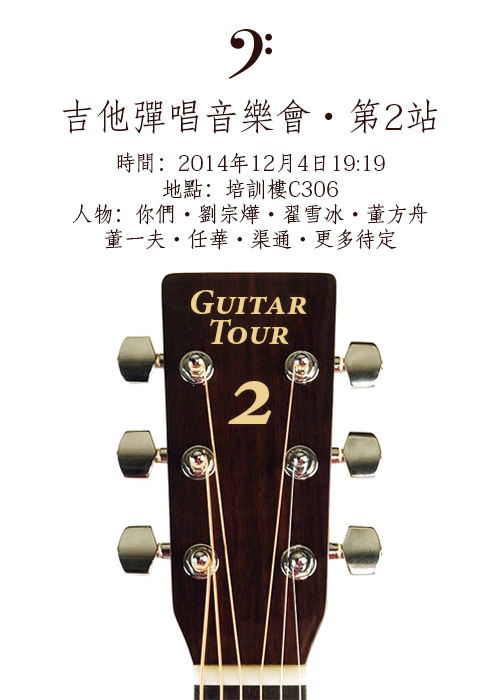 吉他彈唱音樂會·第2站
時間：2014年12月4日19:19
地點：培訓樓C306
人物：你們·劉宗燁·翟雪冰·董方舟
董一夫·任華·渠通·更多待定
GUITAR
TOUR
2